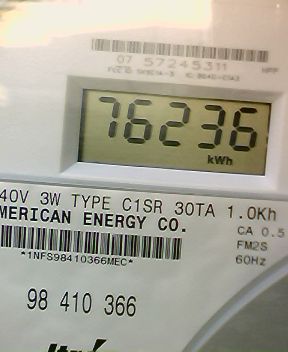 07 57245311
76236
kWh
40V 3W TYPE C1SR 30TA 1.0Kh
MERICAN ENERGY CO.
CA 0.5
FM2S
60Hz
*1NFS98410366MEC*
98 410 366